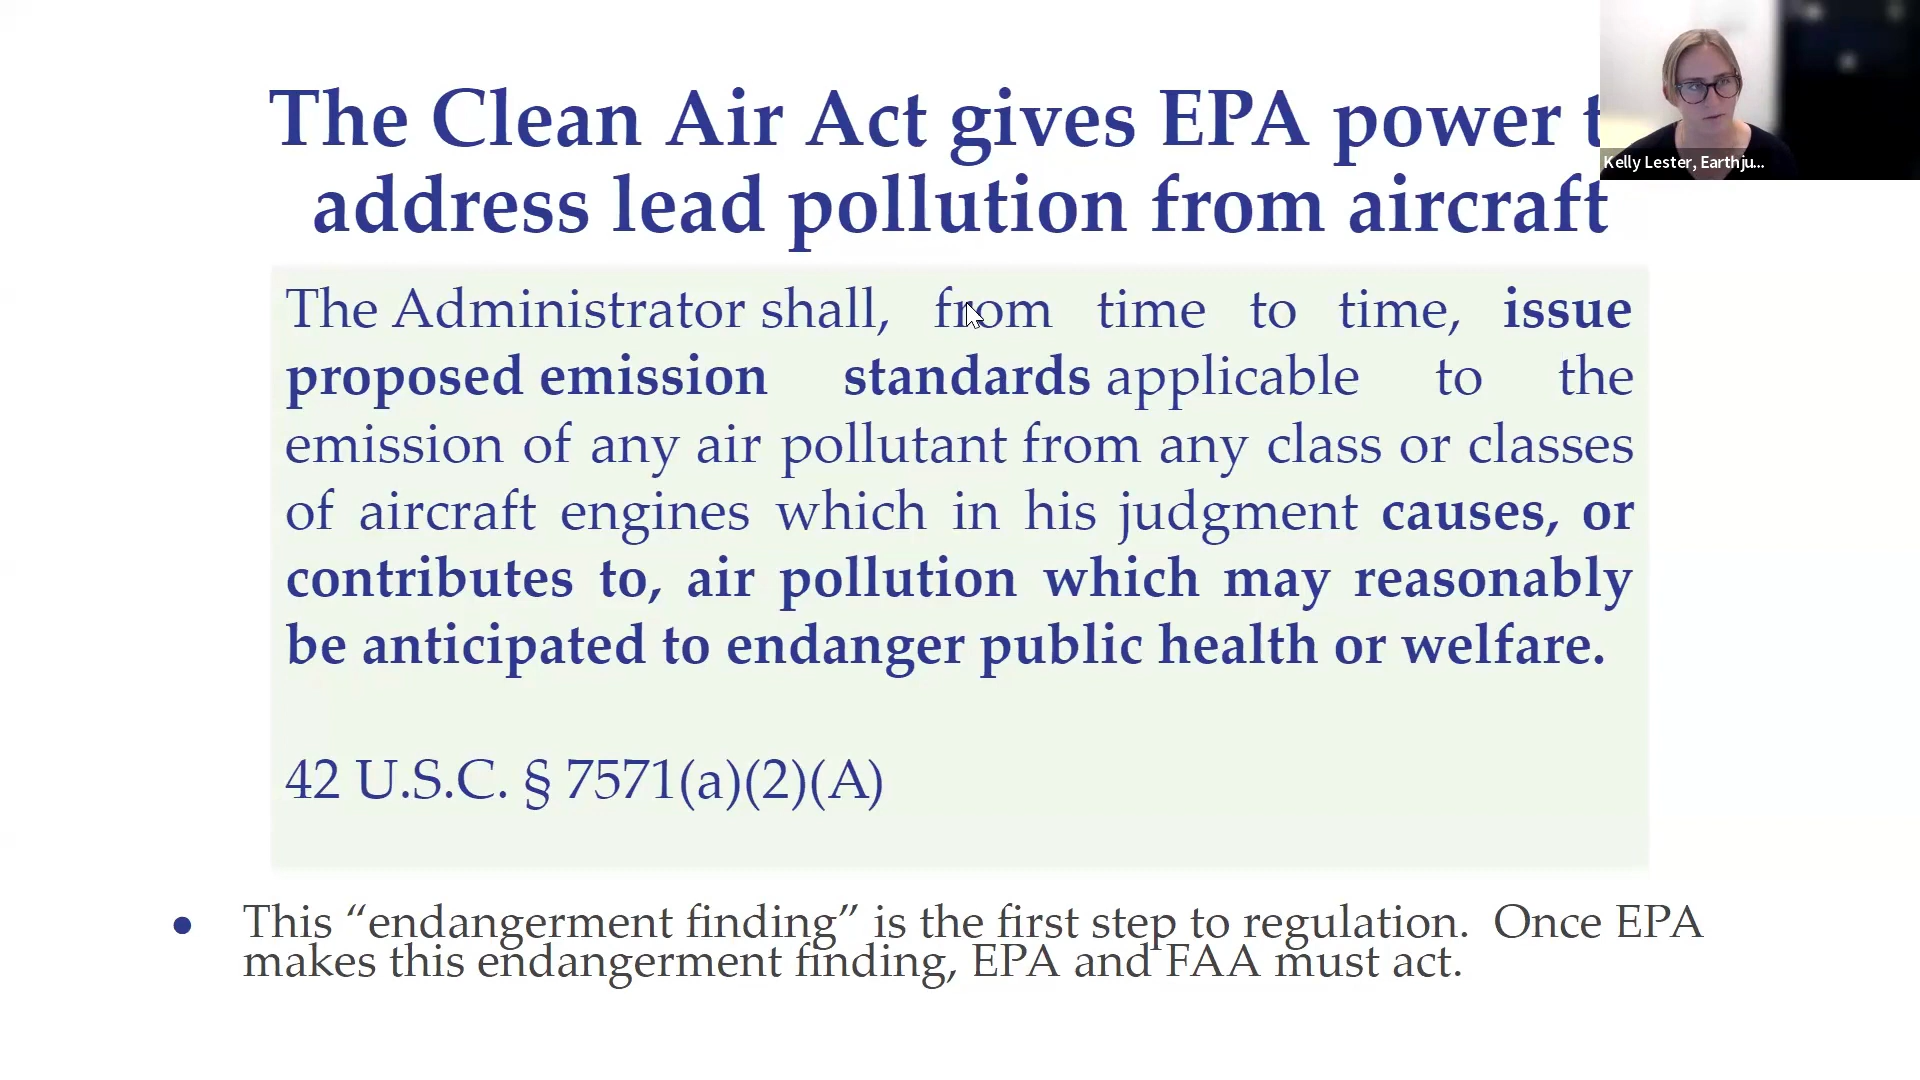 The Clean Air Act gives EPA power t
address lead pollution from aircraft
Kelly Lester, Earthju...
The Administrator shall, from time to time, issue
proposed emission standards applicable to the
emission of any air pollutant from any class or classes
of aircraft engines which in his judgment causes, or
contributes to, air pollution which may reasonably
be anticipated to endanger public health or welfare.
42 U.S.C. § 7571(a)(2)(A)
• This “endangerment finding” is the first step to regulation. Once EPA
makes this endangerment finding, EPA and FAA must act.